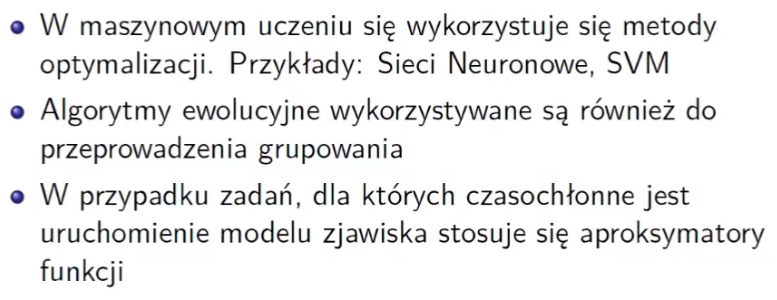 W maszynowym uczeniu się wykorzystuje się metody
optymalizacji. Przykłady: Sieci Neuronowe, SVM
Algorytmy ewolucyjne wykorzystywane są również do
przeprowadzenia grupowania
W przypadku zadań, dla których czasochłonne jest
uruchomienie modelu zjawiska stosuje się aproksymatory
funkcji